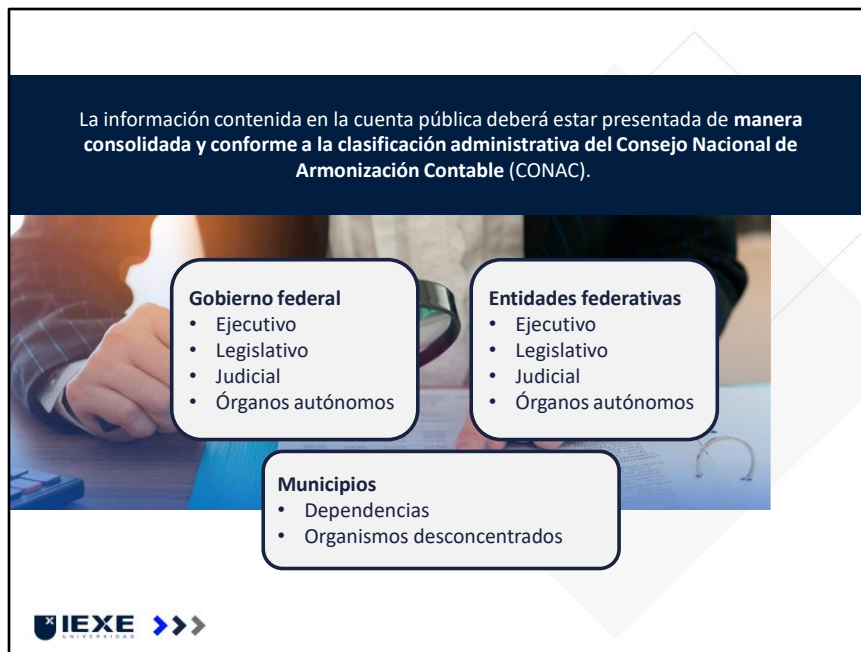 La información contenida en la cuenta pública deberá estar presentada de manera
consolidada y conforme a la clasificación administrativa del Consejo Nacional de
Armonización Contable (CONAC).
Gobierno federal
• Ejecutivo
• Legislativo
• Judicial
• Órganos autónomos
Entidades federativas
• Ejecutivo
• Legislativo
• Judicial
• Órganos autónomos
Municipios
• Dependencias
• Organismos desconcentrados
IEXE
UNIVERSIDAD